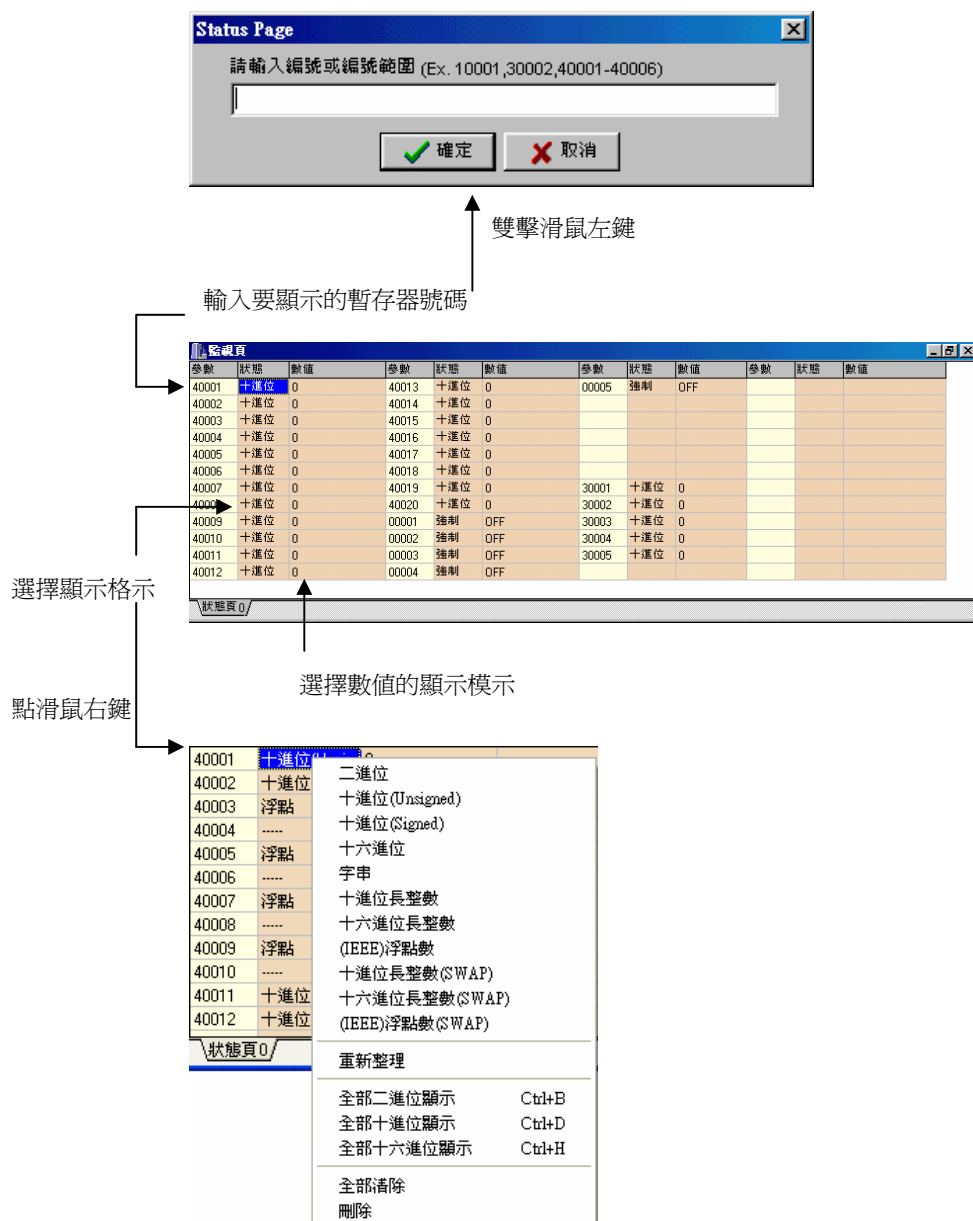 Status Page
請輸入編號或編號範圍 (Ex. 10001,30002,40001-40006)
確定 取消
雙擊滑鼠左鍵
輸入要顯示的暫存器號碼
監視頁
參數 狀態 數值 參數 狀態 數值 參數 狀態 數值 參數 狀態 數值
40001 十進位 0 40013 十進位 0 00005 強制 OFF
40002 十進位 0 40014 十進位 0
40003 十進位 0 40015 十進位 0
40004 十進位 0 40016 十進位 0
40005 十進位 0 40017 十進位 0
40006 十進位 0 40018 十進位 0
40007 十進位 0 40019 十進位 0 30001 十進位 0
十進位 0 40020 十進位 0 30002 十進位 0
40009 十進位 0 00001 強制 OFF 30003 十進位 0
40010 十進位 0 00002 強制 OFF 30004 十進位 0
40011 十進位 0 00003 強制 OFF 30005 十進位 0
40012 十進位 0 00004 強制 OFF
狀態頁0
選擇顯示格示
選擇數值的顯示模示
點滑鼠右鍵
40001 十進位
40002 十進位
40003 浮點
40004 -----
40005 浮點
40006 -----
40007 浮點
40008 -----
40009 浮點
40010 -----
40011 十進位
40012 十進位
狀態頁0
二進位
十進位(Unsigned)
十進位(Signed)
十六進位
字串
十進位長整數
十六進位長整數
(IEEE)浮點數
十進位長整數(SWAP)
十六進位長整數(SWAP)
(IEEE)浮點數(SWAP)
重新整理
全部二進位顯示 Ctrl+B
全部十進位顯示 Ctrl+D
全部十六進位顯示 Ctrl+H
全部清除
刪除